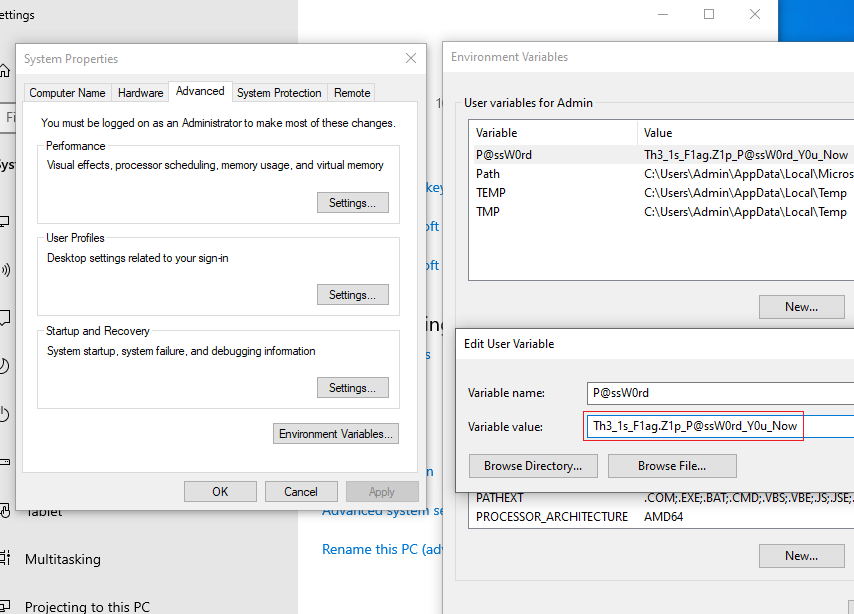 ettings
System Properties
Computer Name
Hardware
Advanced
System Protection
Remote
You must be logged on as an Administrator to make most of these changes.
Performance
Visual effects, processor scheduling, memory usage, and virtual memory
Settings...
User Profiles
Desktop settings related to your sign-in
Settings...
Startup and Recovery
System startup, system failure, and debugging information
Settings...
Environment Variables...
OK
Cancel
Apply
Tablet
Multitasking
Projecting to this PC
key
oft
oft
ing
s
n
Advanced system se
Rename this PC (adv
Environment Variables
User variables for Admin
Variable Value
P@ssW0rd Th3_1s_F1ag.Z1p_P@ssW0rd_Y0u_Now
Path C:\Users\Admin\AppData\Local\Micros
TEMP C:\Users\Admin\AppData\Local\Temp
TMP C:\Users\Admin\AppData\Local\Temp
New...
Edit User Variable
Variable name: P@ssW0rd
Variable value: Th3_1s_F1ag.Z1p_P@ssW0rd_Y0u_Now
Browse Directory...
Browse File...
PATHEXT .COM;.EXE;.BAT;.CMD;.VBS;.VBE;.JS;.JSE;
PROCESSOR_ARCHITECTURE AMD64
New...